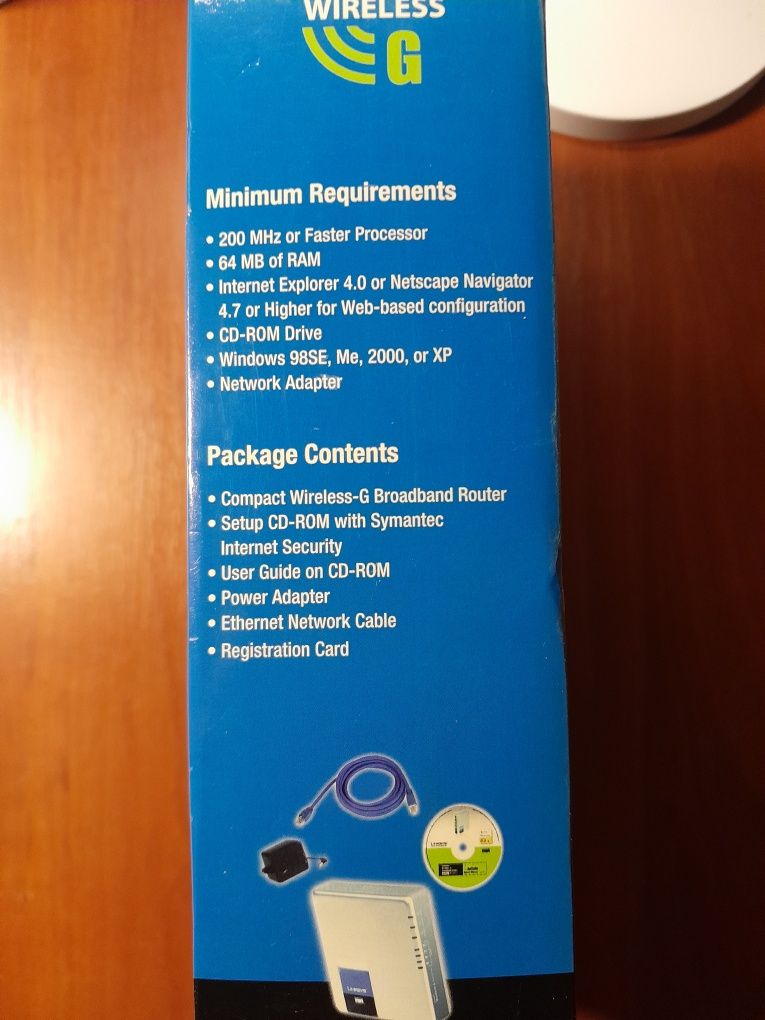 WIRELESS
G
Minimum Requirements
• 200 MHz or Faster Processor
• 64 MB of RAM
• Internet Explorer 4.0 or Netscape Navigator
4.7 or Higher for Web-based configuration
• CD-ROM Drive
• Windows 98SE, Me, 2000, or XP
• Network Adapter
Package Contents
• Compact Wireless-G Broadband Router
• Setup CD-ROM with Symantec
Internet Security
• User Guide on CD-ROM
• Power Adapter
• Ethernet Network Cable
• Registration Card
LINKSYS
LINKSYS